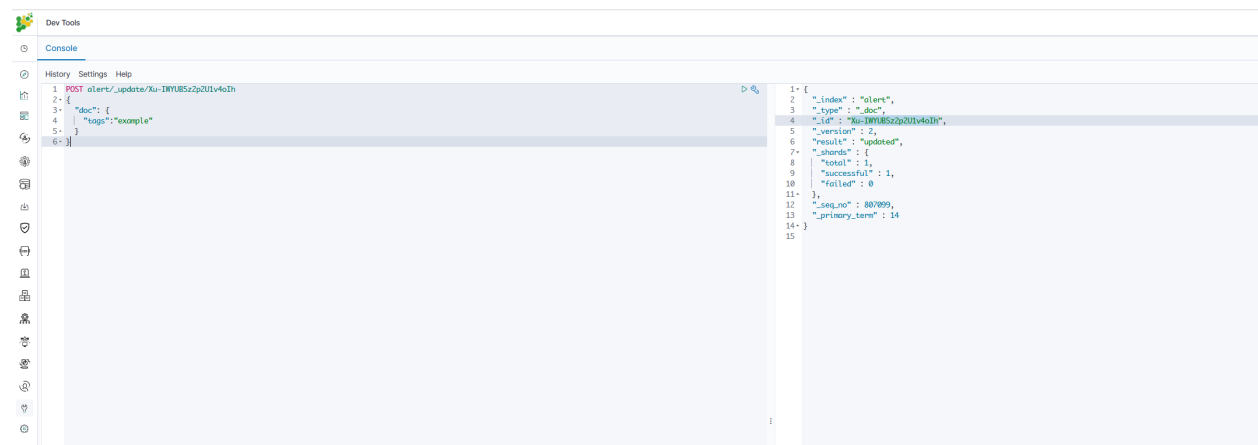 Dev Tools
Console
History Settings Help
1 POST alert/_update/Xu-IWYUBSz2p2U1v4oIh
2 {
3 "doc": {
4 "tags":"example"
5 }
6 }
1 {
2 "_index" : "alert",
3 "_type" : "_doc",
4 "_id" : "Xu-IWYUBSz2p2U1v4oIh",
5 "_version" : 2,
6 "result" : "updated",
7 "_shards" : {
8 "total" : 1,
9 "successful" : 1,
10 "failed" : 0
11 },
12 "_seq_no" : 807099,
13 "_primary_term" : 14
14 }
15